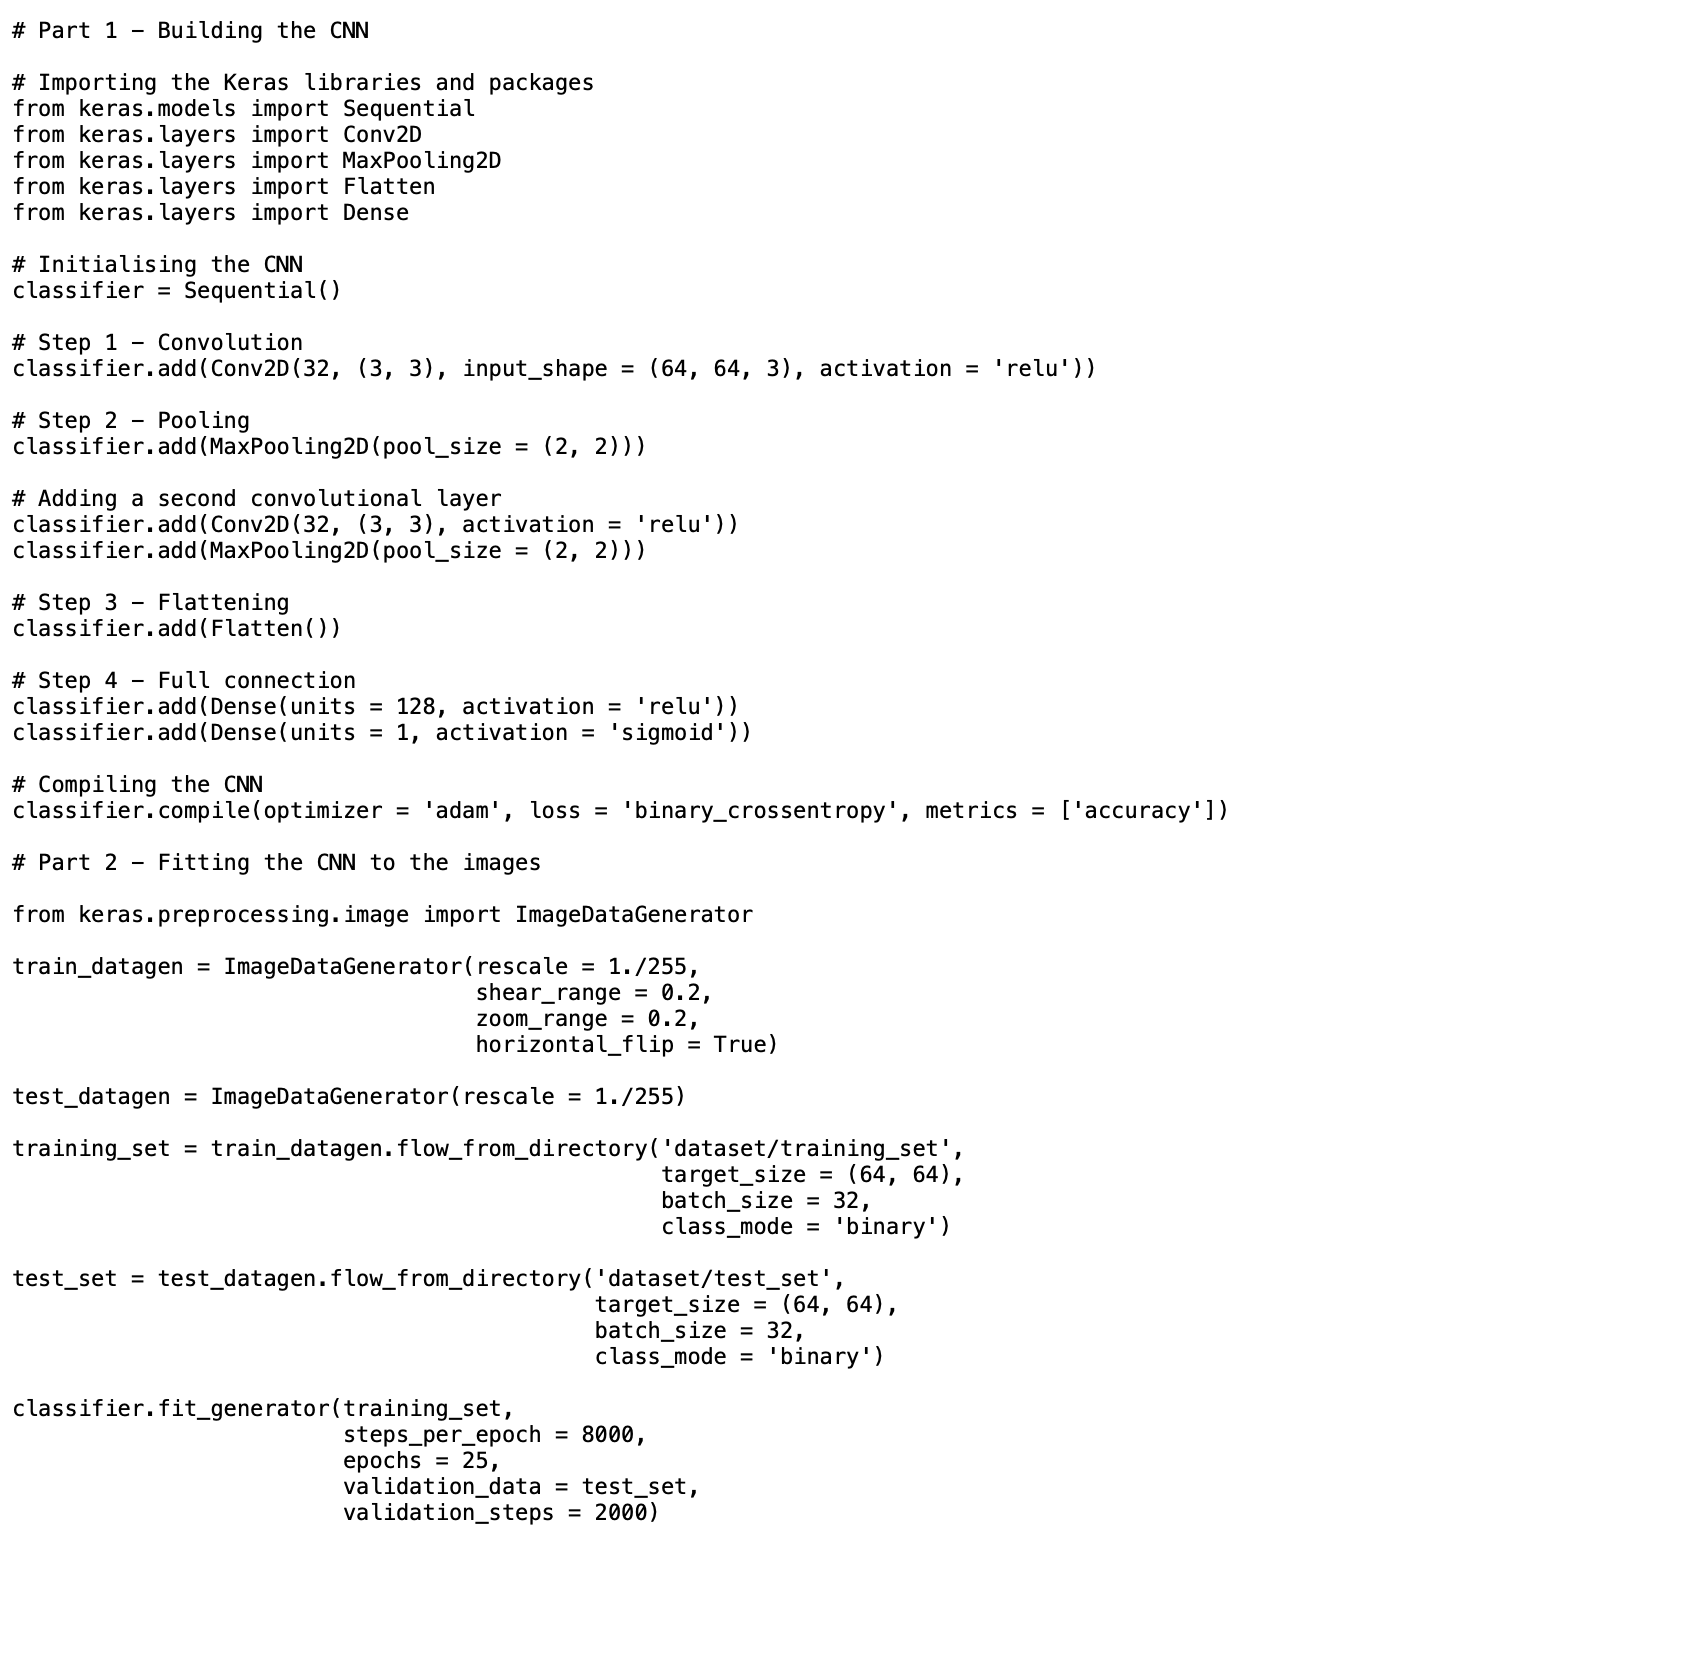 # Part 1 – Building the CNN
# Importing the Keras libraries and packages
from keras.models import Sequential
from keras.layers import Conv2D
from keras.layers import MaxPooling2D
from keras.layers import Flatten
from keras.layers import Dense
# Initialising the CNN
classifier = Sequential()
# Step 1 – Convolution
classifier.add(Conv2D(32, (3, 3), input_shape = (64, 64, 3), activation = 'relu'))
# Step 2 – Pooling
classifier.add(MaxPooling2D(pool_size = (2, 2)))
# Adding a second convolutional layer
classifier.add(Conv2D(32, (3, 3), activation = 'relu'))
classifier.add(MaxPooling2D(pool_size = (2, 2)))
# Step 3 – Flattening
classifier.add(Flatten())
# Step 4 – Full connection
classifier.add(Dense(units = 128, activation = 'relu'))
classifier.add(Dense(units = 1, activation = 'sigmoid'))
# Compiling the CNN
classifier.compile(optimizer = 'adam', loss = 'binary_crossentropy', metrics = ['accuracy'])
# Part 2 – Fitting the CNN to the images
from keras.preprocessing.image import ImageDataGenerator
train_datagen = ImageDataGenerator(rescale = 1./255,
                                   shear_range = 0.2,
                                   zoom_range = 0.2,
                                   horizontal_flip = True)
test_datagen = ImageDataGenerator(rescale = 1./255)
training_set = train_datagen.flow_from_directory('dataset/training_set',
                                                 target_size = (64, 64),
                                                 batch_size = 32,
                                                 class_mode = 'binary')
test_set = test_datagen.flow_from_directory('dataset/test_set',
                                            target_size = (64, 64),
                                            batch_size = 32,
                                            class_mode = 'binary')
classifier.fit_generator(training_set,
                         steps_per_epoch = 8000,
                         epochs = 25,
                         validation_data = test_set,
                         validation_steps = 2000)